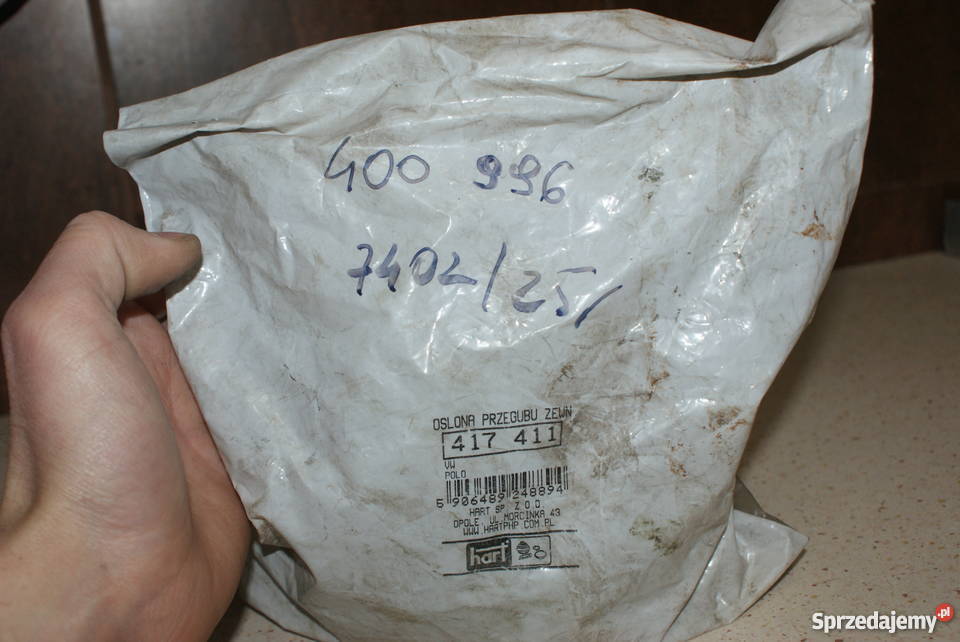 400 996
7402/25,
OSLONA PRZEGUBU ZEWN
417 411
VW
POLO
5 906489 248894
HART SP. Z O.O.
OPOLE, UL.MORCINKA 43
WWW.HARTPHP.COM.PL
hart
Sprzedajemy.pl